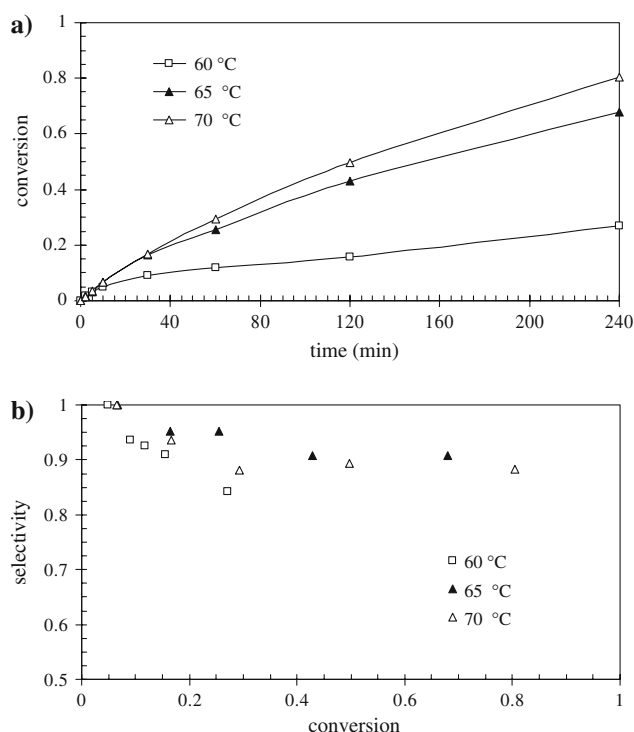 a)
1
0.8
0.6
0.4
0.2
0
conversion
60 °C
65 °C
70 °C
0 40 80 120 160 200 240
time (min)
b)
1
0.9
0.8
0.7
0.6
0.5
selectivity
60 °C
65 °C
70 °C
0 0.2 0.4 0.6 0.8 1
conversion